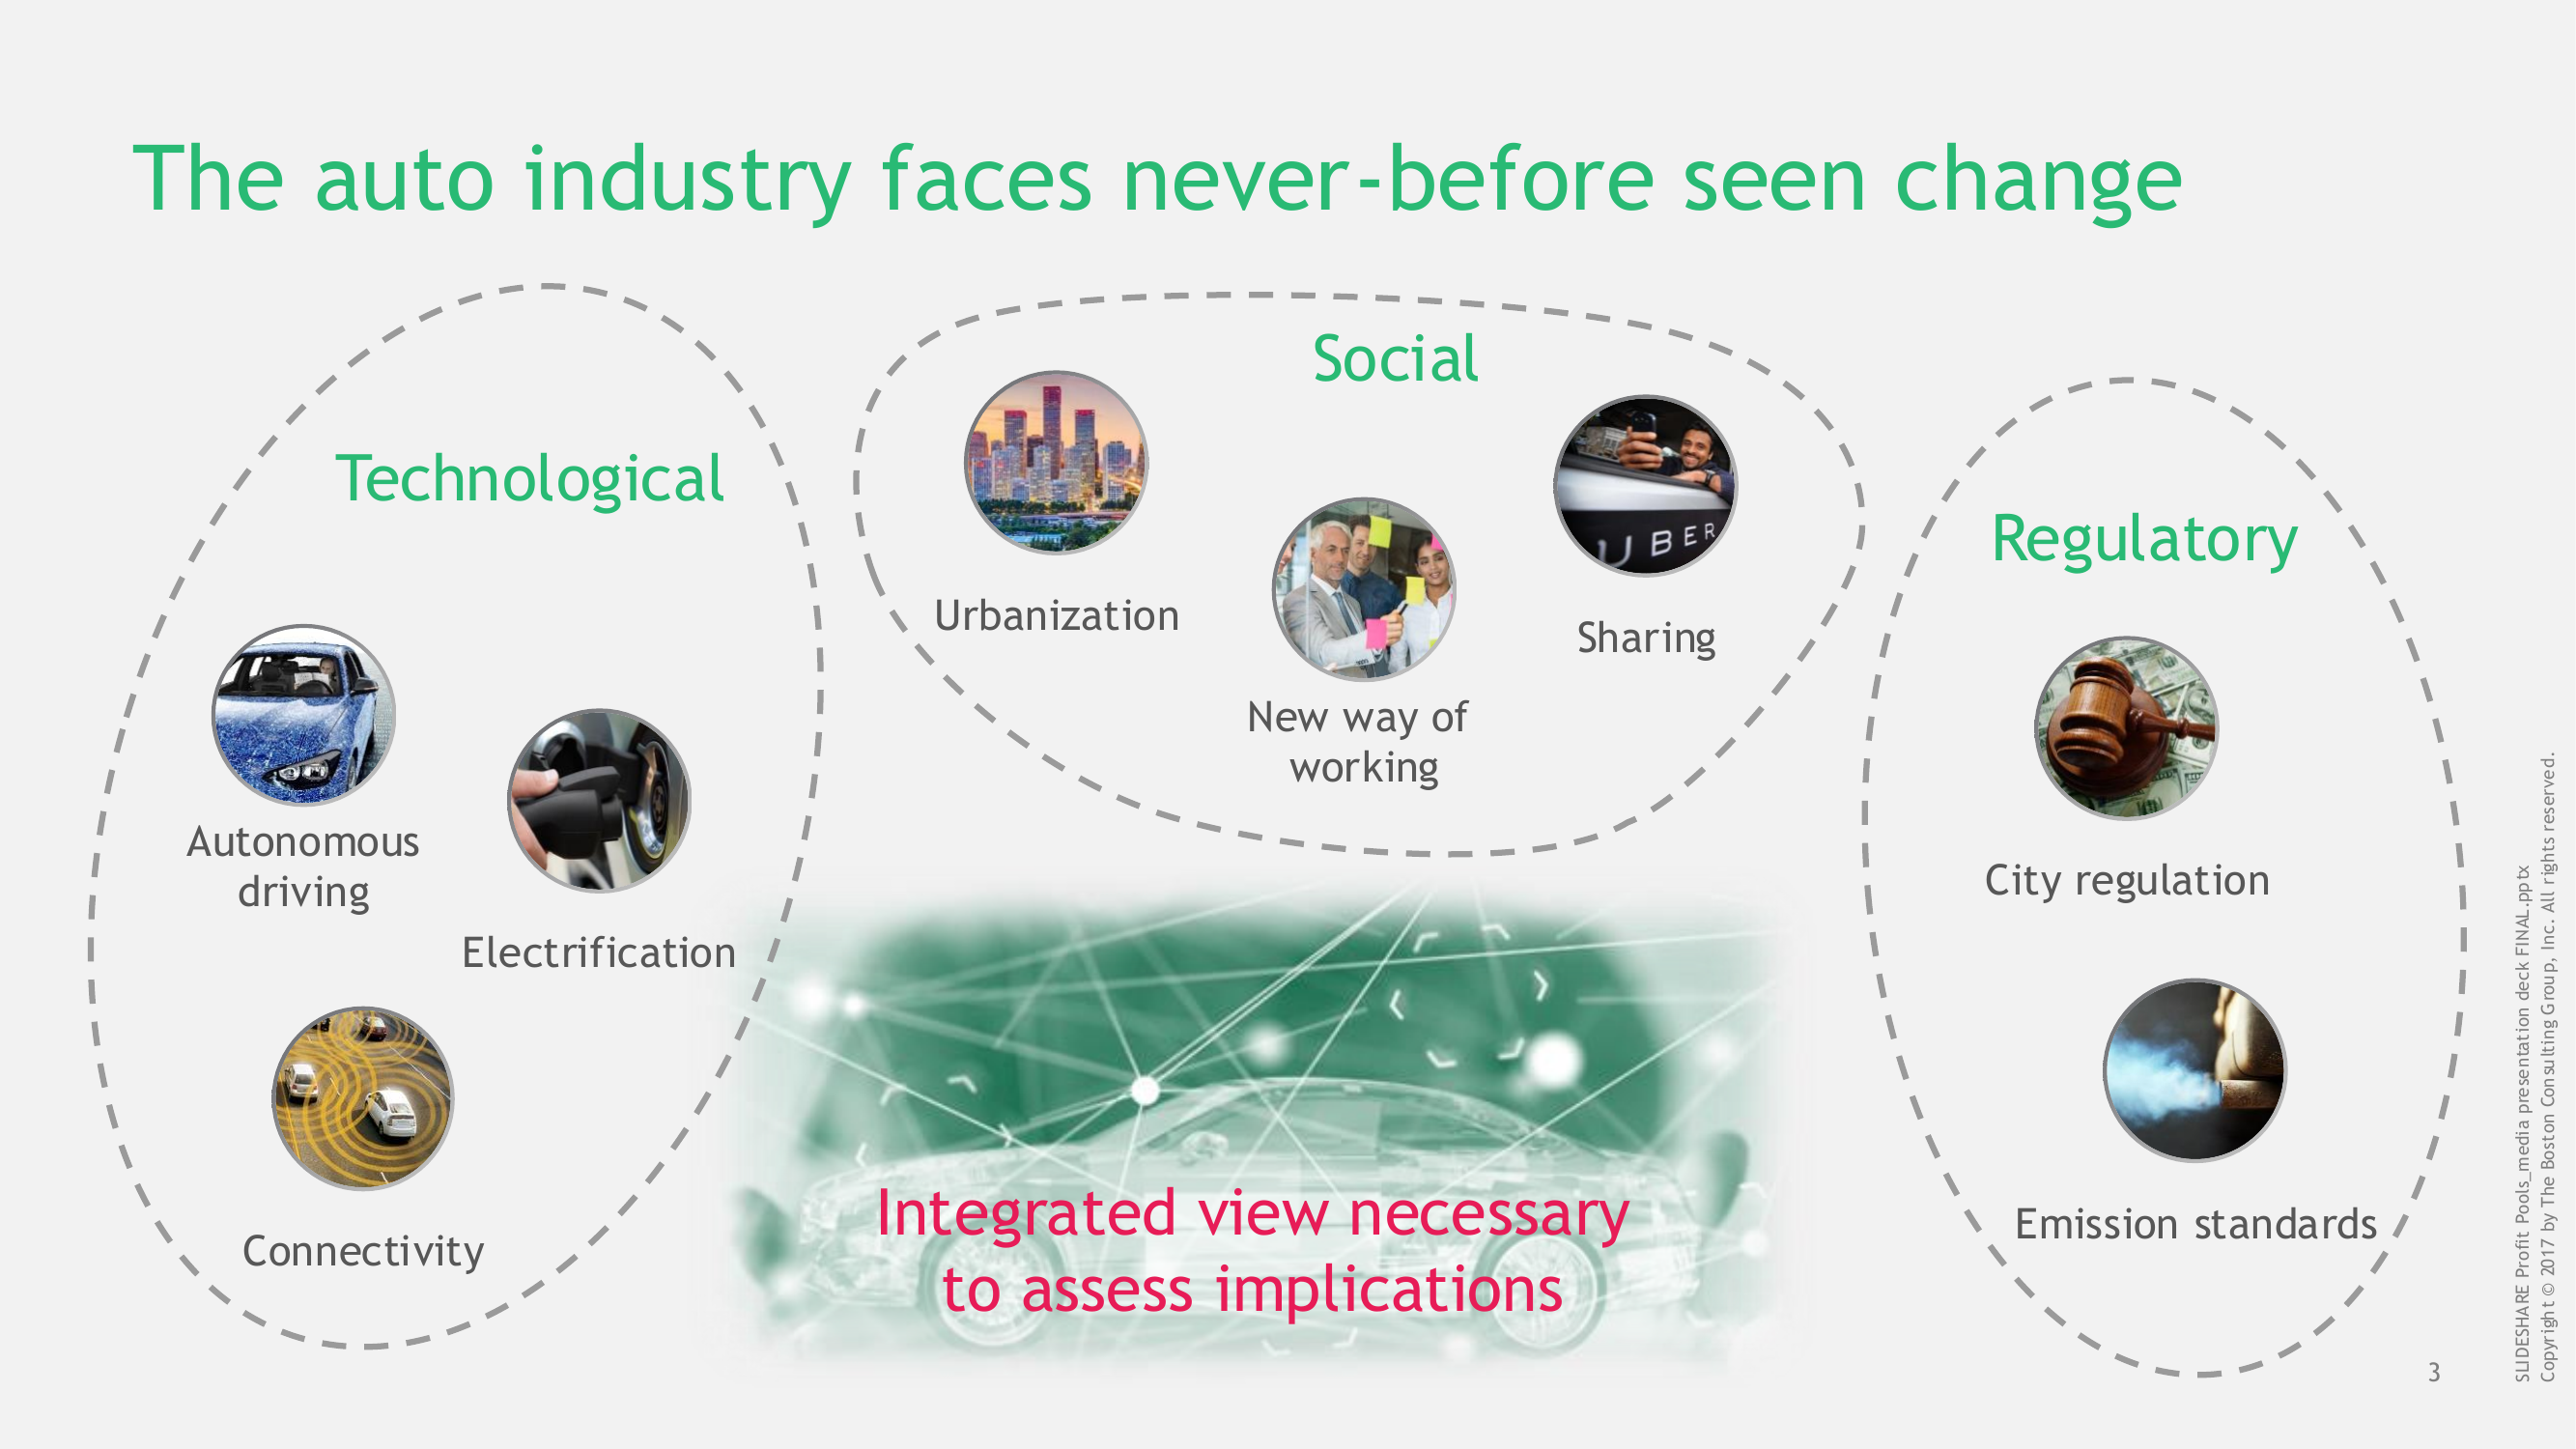 The auto industry faces never-before seen change
Technological
Autonomous
driving
Electrification
Connectivity
Social
Urbanization
New way of
working
UBER
Sharing
Regulatory
City regulation
Emission standards
Integrated view necessary
to assess implications
3
SLIDESHARE Profit Pools_media presentation deck FINAL.pptx
Copyright © 2017 by The Boston Consulting Group, Inc. All rights reserved.